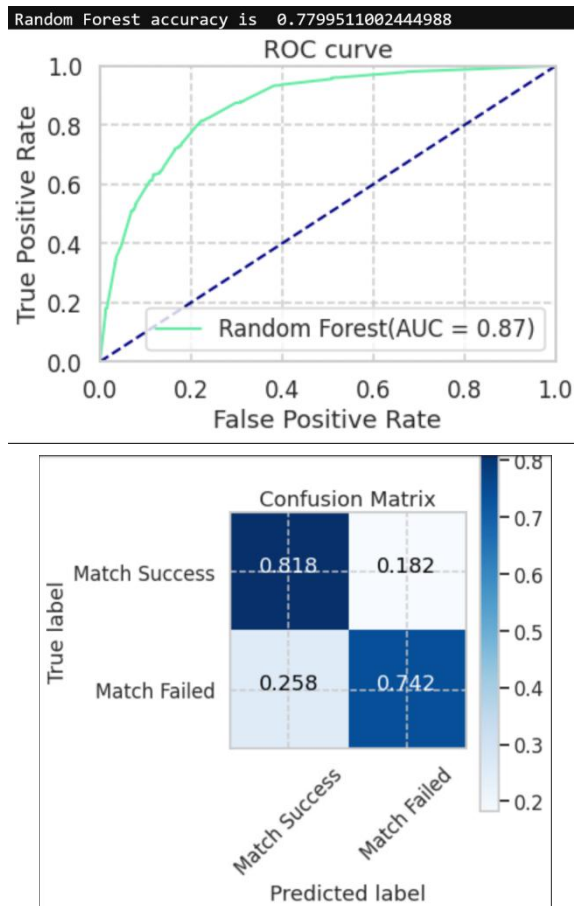 Random Forest accuracy is 0.7799511002444988
ROC curve
True Positive Rate
1.0
0.8
0.6
0.4
0.2
0.0
Random Forest(AUC = 0.87)
0.0 0.2 0.4 0.6 0.8 1.0
False Positive Rate
Confusion Matrix
True label
Match Success
0.818 0.182
Match Failed
0.258 0.742
Match Success
Match Failed
Predicted label
0.8
0.7
0.6
0.5
0.4
0.3
0.2